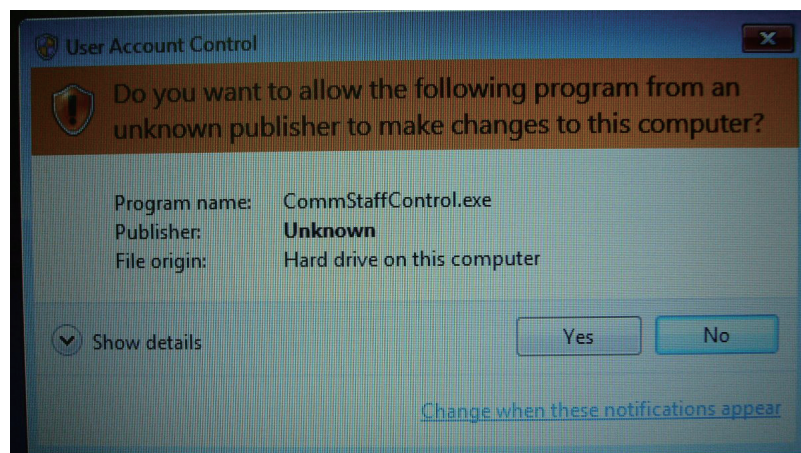 User Account Control
Do you want to allow the following program from an
unknown publisher to make changes to this computer?
Program name: CommStaffControl.exe
Publisher: Unknown
File origin: Hard drive on this computer
Show details
Yes
No
Change when these notifications appear